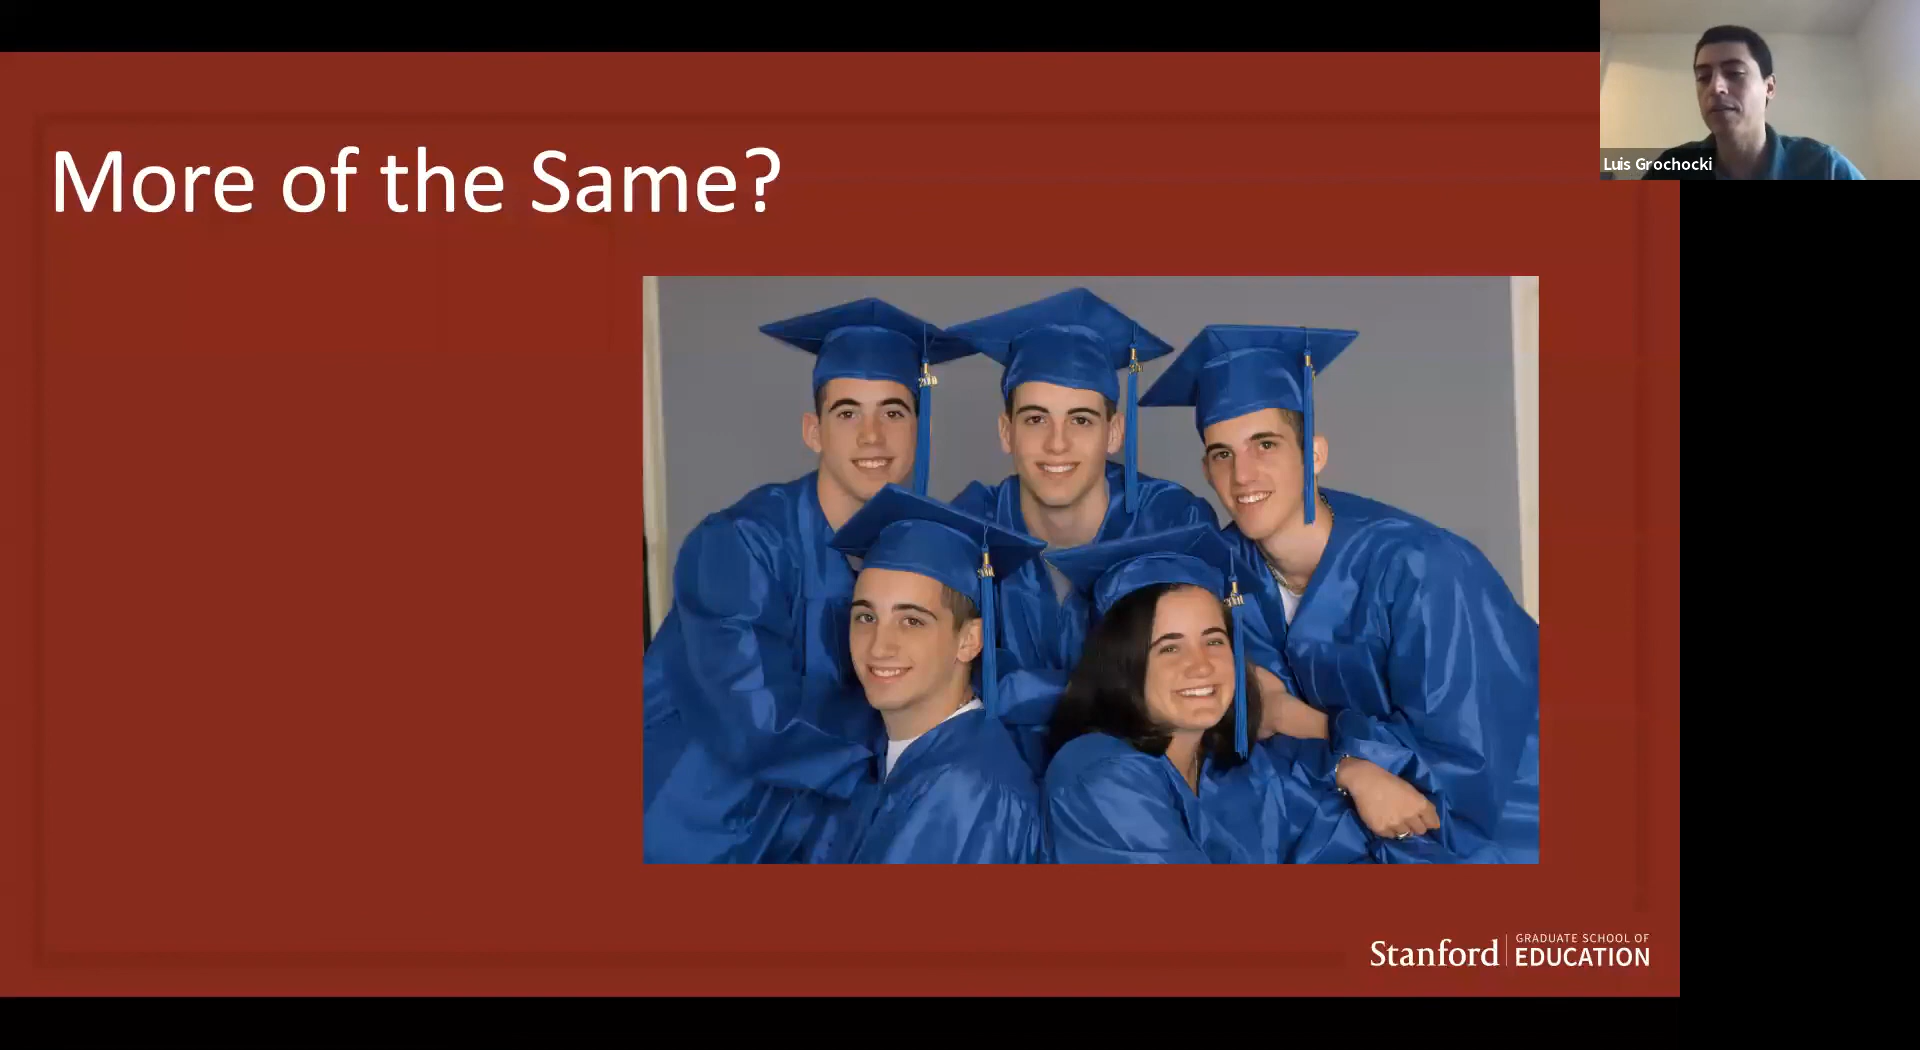 More of the Same?
Luis Grochocki
Stanford
GRADUATE SCHOOL OF
EDUCATION